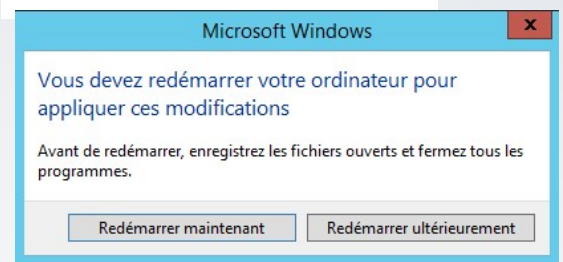 Microsoft Windows
x
Vous devez redémarrer votre ordinateur pour
appliquer ces modifications
Avant de redémarrer, enregistrez les fichiers ouverts et fermez tous les
programmes.
Redémarrer maintenant
Redémarrer ultérieurement